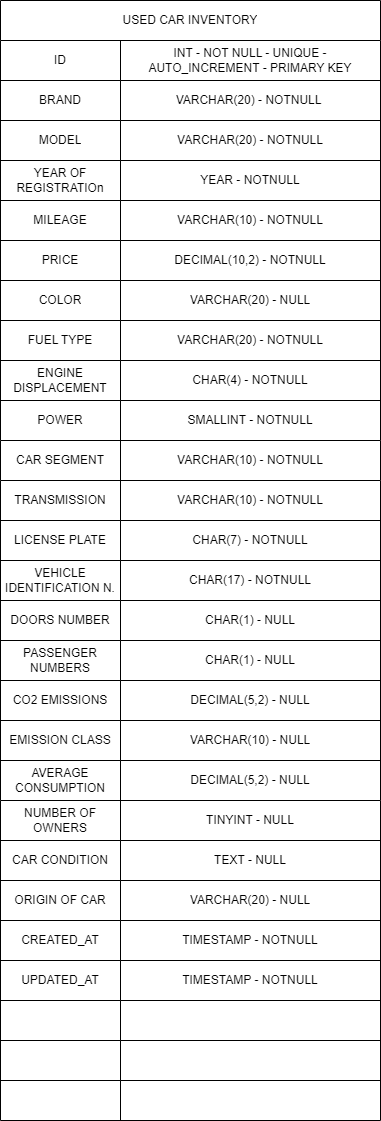 USED CAR INVENTORY
ID
INT - NOT NULL - UNIQUE -
AUTO_INCREMENT - PRIMARY KEY
BRAND
VARCHAR(20) - NOTNULL
MODEL
VARCHAR(20) - NOTNULL
YEAR OF
REGISTRATIOn
YEAR - NOTNULL
MILEAGE
VARCHAR(10) - NOTNULL
PRICE
DECIMAL(10,2) - NOTNULL
COLOR
VARCHAR(20) - NULL
FUEL TYPE
VARCHAR(20) - NOTNULL
ENGINE
DISPLACEMENT
CHAR(4) - NOTNULL
POWER
SMALLINT - NOTNULL
CAR SEGMENT
VARCHAR(10) - NOTNULL
TRANSMISSION
VARCHAR(10) - NOTNULL
LICENSE PLATE
CHAR(7) - NOTNULL
VEHICLE
IDENTIFICATION N.
CHAR(17) - NOTNULL
DOORS NUMBER
CHAR(1) - NULL
PASSENGER
NUMBERS
CHAR(1) - NULL
CO2 EMISSIONS
DECIMAL(5,2) - NULL
EMISSION CLASS
VARCHAR(10) - NULL
AVERAGE
CONSUMPTION
DECIMAL(5,2) - NULL
NUMBER OF
OWNERS
TINYINT - NULL
CAR CONDITION
TEXT - NULL
ORIGIN OF CAR
VARCHAR(20) - NULL
CREATED_AT
TIMESTAMP - NOTNULL
UPDATED_AT
TIMESTAMP - NOTNULL